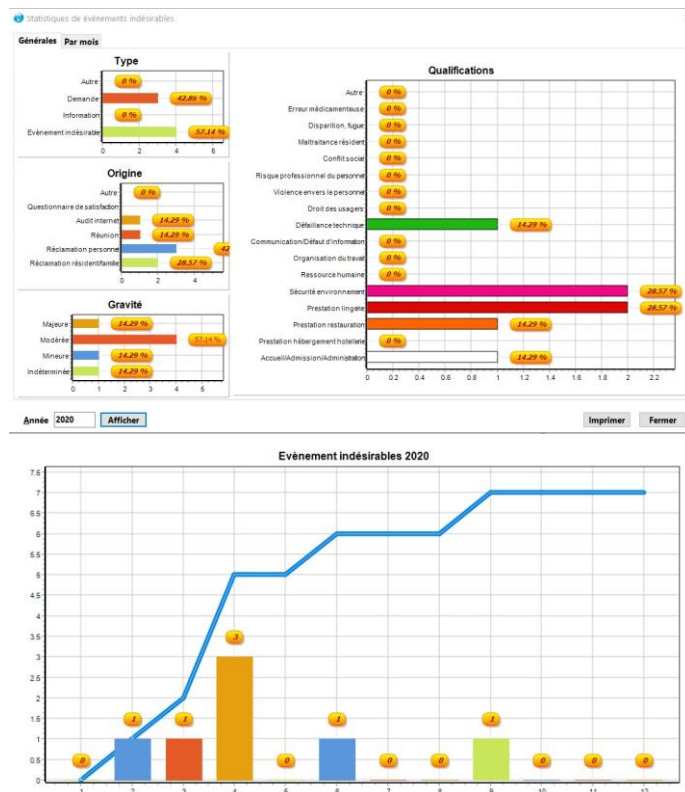 Statistiques de évènements indésirables
Générales Par mois
Type
Autre 0 %
Demande 42,86 %
Information 0 %
Evènement indésirable 57,14 %
0 2 4 6
Origine
Autre 0 %
Questionnaire de satisfaction
Audit internet 14.29 %
Réunion 14.29 %
Réclamation personne 42
Réclamation résident/famille 28.57 %
0 2 4
Gravité
Majeure 14.29 %
Modérée 57.14 %
Mineure 14.29 %
Indéterminée 14.29 %
0 1 2 3 4 5 6
Qualifications
Autre 0 %
Erreur médicamenteuse 0 %
Disparition, fugue 0 %
Maltraitance résident 0 %
Conflit social 0 %
Risque professionnel du personnel 0 %
Violence envers le personnel 0 %
Droit des usagers 0 %
Défaillance technique 14.29 %
Communication/Défaut d'information 0 %
Organisation du travail 0 %
Ressource humaine 0 %
Sécurité environnement 28.57 %
Prestation lingerie 28.57 %
Prestation restauration 14.29 %
Prestation hébergement hotellerie 0 %
Accueil/Admission/Administration 14.29 %
0 0.2 0.4 0.6 0.8 1 1.2 1.4 1.6 1.8 2 2.2
Année 2020 Afficher Imprimer Fermer
Evènement indésirables 2020
7.5
7
6.5
6
5.5
5
4.5
4
3.5
3
2.5
2
1.5
1
0.5
0
0 1 1 3 0 1 0 0 1 0 0 0
1 2 3 4 5 6 7 8 9 10 11 12